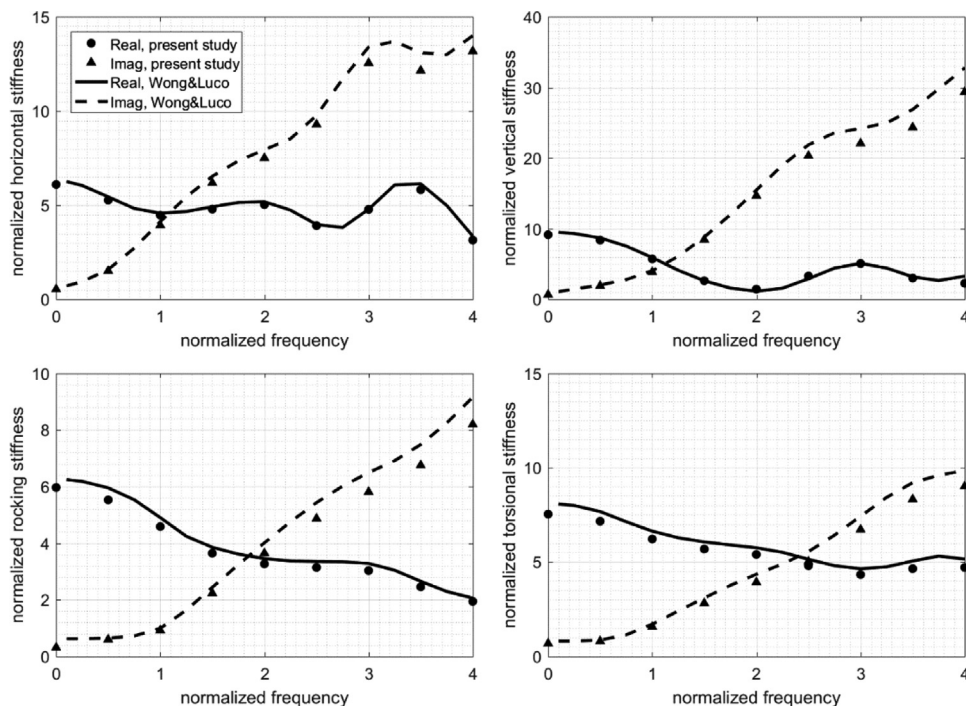 15
10
5
0
normalized horizontal stiffness
Real, present study
Imag, present study
Real, Wong&Luco
Imag, Wong&Luco
0 1 2 3 4
normalized frequency
40
30
20
10
0
normalized vertical stiffness
0 1 2 3 4
normalized frequency
10
8
6
4
2
0
normalized rocking stiffness
0 1 2 3 4
normalized frequency
15
10
5
0
normalized torsional stiffness
0 1 2 3 4
normalized frequency